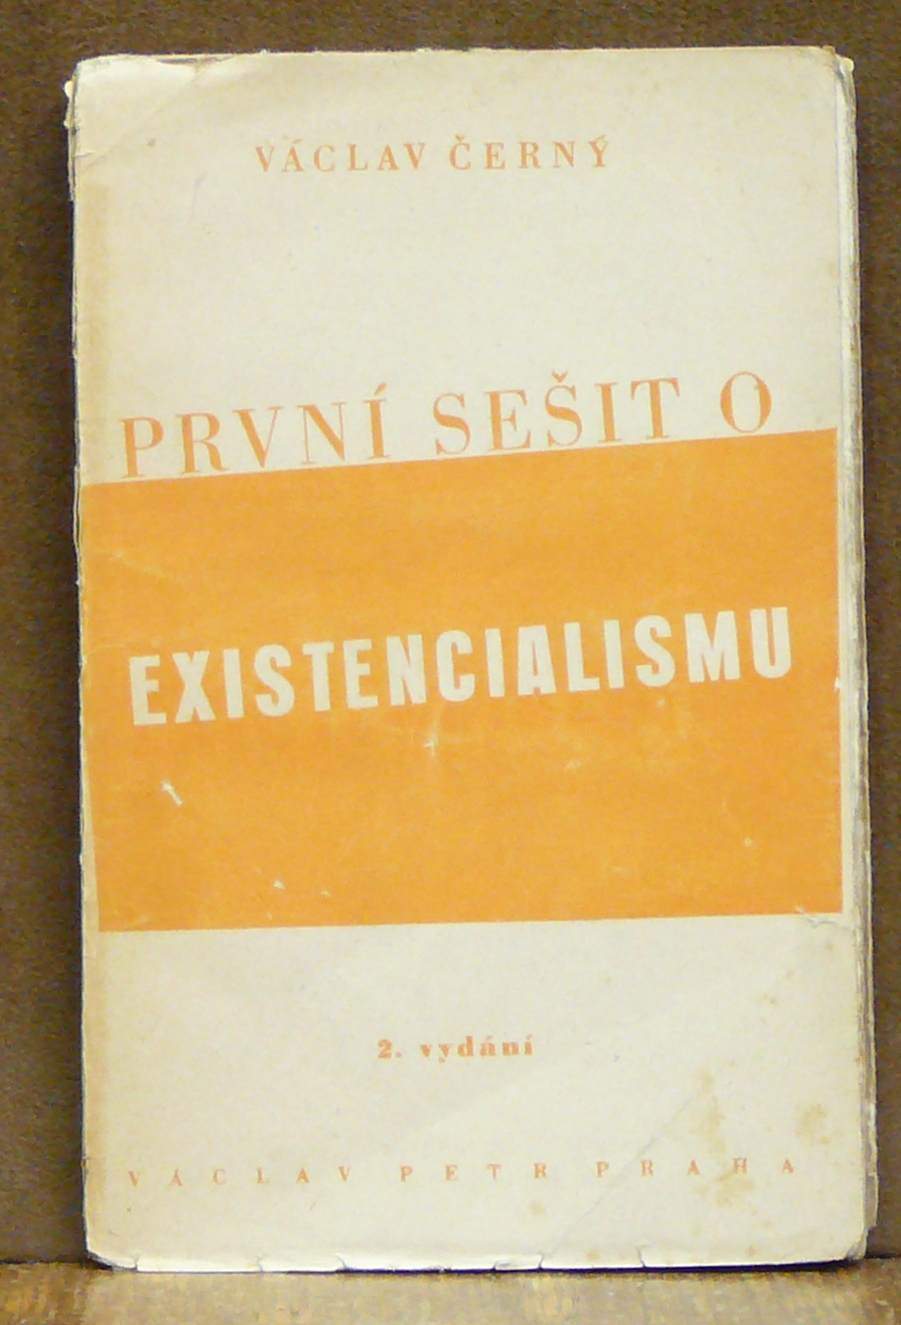 VÁCLAV ČERNÝ
PRVNÍ SEŠIT O
EXISTENCIALISMU
2. vydání
VÁCLAV PETR PRAHA